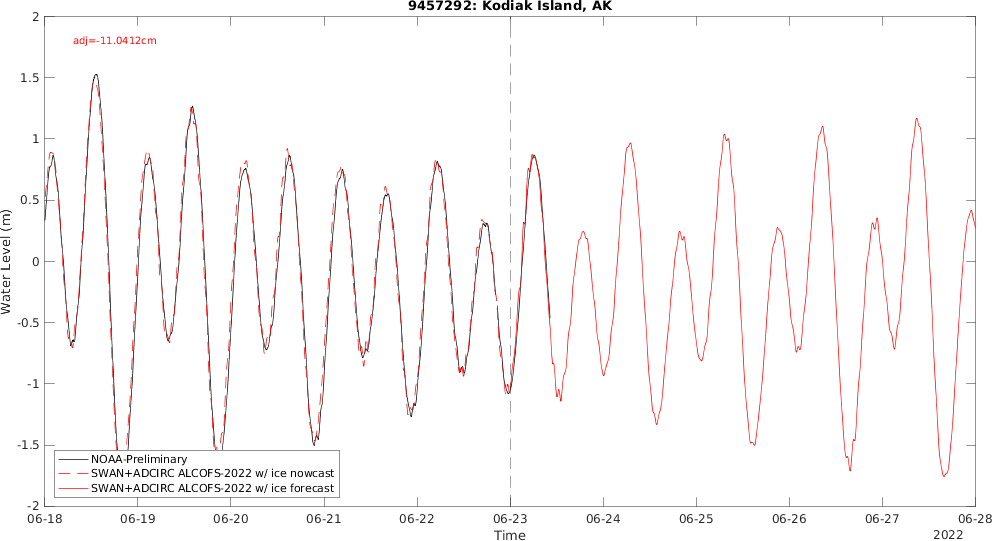 9457292: Kodiak Island, AK
adj=-11.0412cm
2
1.5
1
0.5
0
-0.5
-1
-1.5
-2
Water Level (m)
NOAA-Preliminary
SWAN+ADCIRC ALCOFS-2022 w/ ice nowcast
SWAN+ADCIRC ALCOFS-2022 w/ ice forecast
06-18 06-19 06-20 06-21 06-22 06-23 06-24 06-25 06-26 06-27 06-28
Time
2022